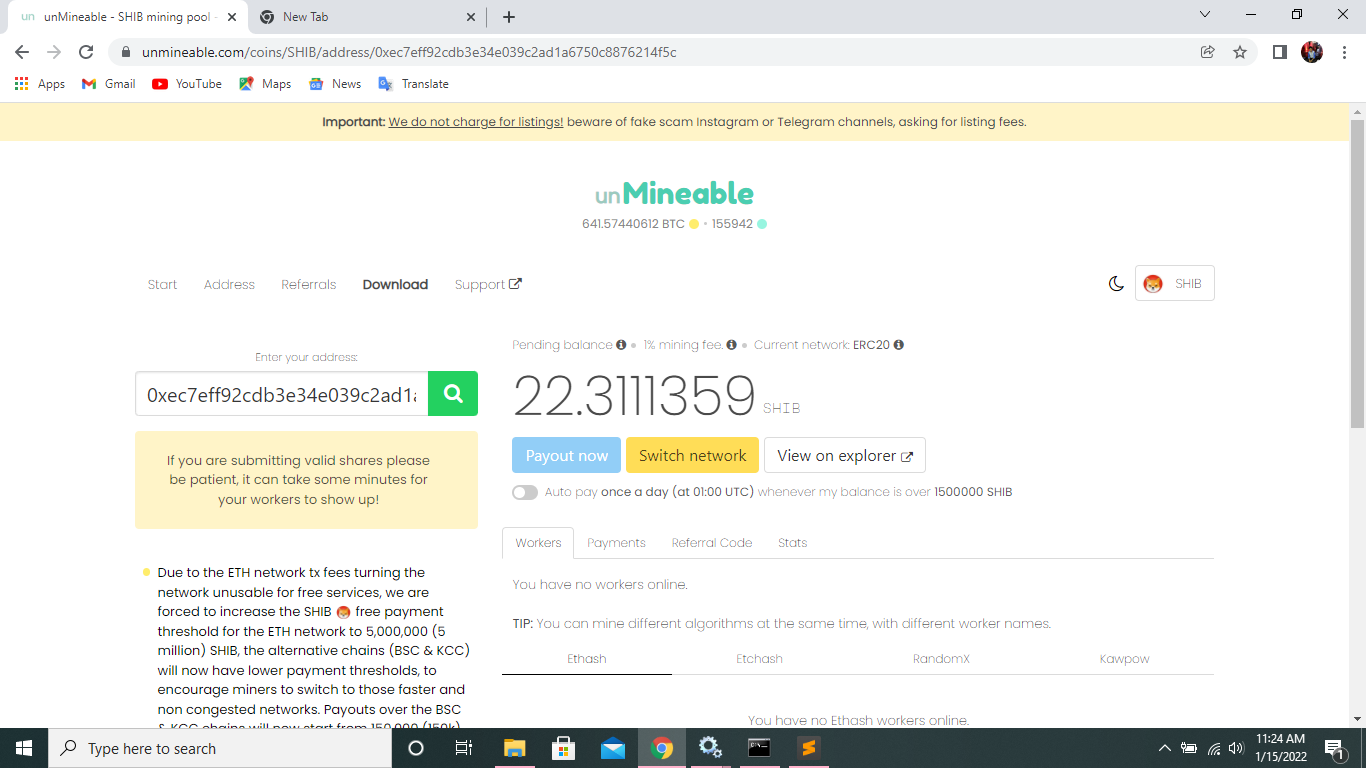 unMineable - SHIB mining pool -
New Tab
unmineable.com/coins/SHIB/address/0xec7eff92cdb3e34e039c2ad1a6750c8876214f5c
Apps Gmail YouTube Maps News Translate
Important: We do not charge for listings! beware of fake scam Instagram or Telegram channels, asking for listing fees.
unMineable
641.57440612 BTC • 155942
Start Address Referrals Download Support
SHIB
Enter your address:
0xec7eff92cdb3e34e039c2ad1a
If you are submitting valid shares please
be patient, it can take some minutes for
your workers to show up!
Due to the ETH network tx fees turning the
network unusable for free services, we are
forced to increase the SHIB free payment
threshold for the ETH network to 5,000,000 (5
million) SHIB, the alternative chains (BSC & KCC)
will now have lower payment thresholds, to
encourage miners to switch to those faster and
non congested networks. Payouts over the BSC
& KCC chains will now start from 150,000 (150k)
Pending balance • 1% mining fee. • Current network: ERC20
22.3111359 SHIB
Payout now Switch network View on explorer
Auto pay once a day (at 01:00 UTC) whenever my balance is over 1500000 SHIB
Workers Payments Referral Code Stats
You have no workers online.
TIP: You can mine different algorithms at the same time, with different worker names.
Ethash Etchash RandomX Kawpow
You have no Ethash workers online.
Type here to search
11:24 AM
1/15/2022
1